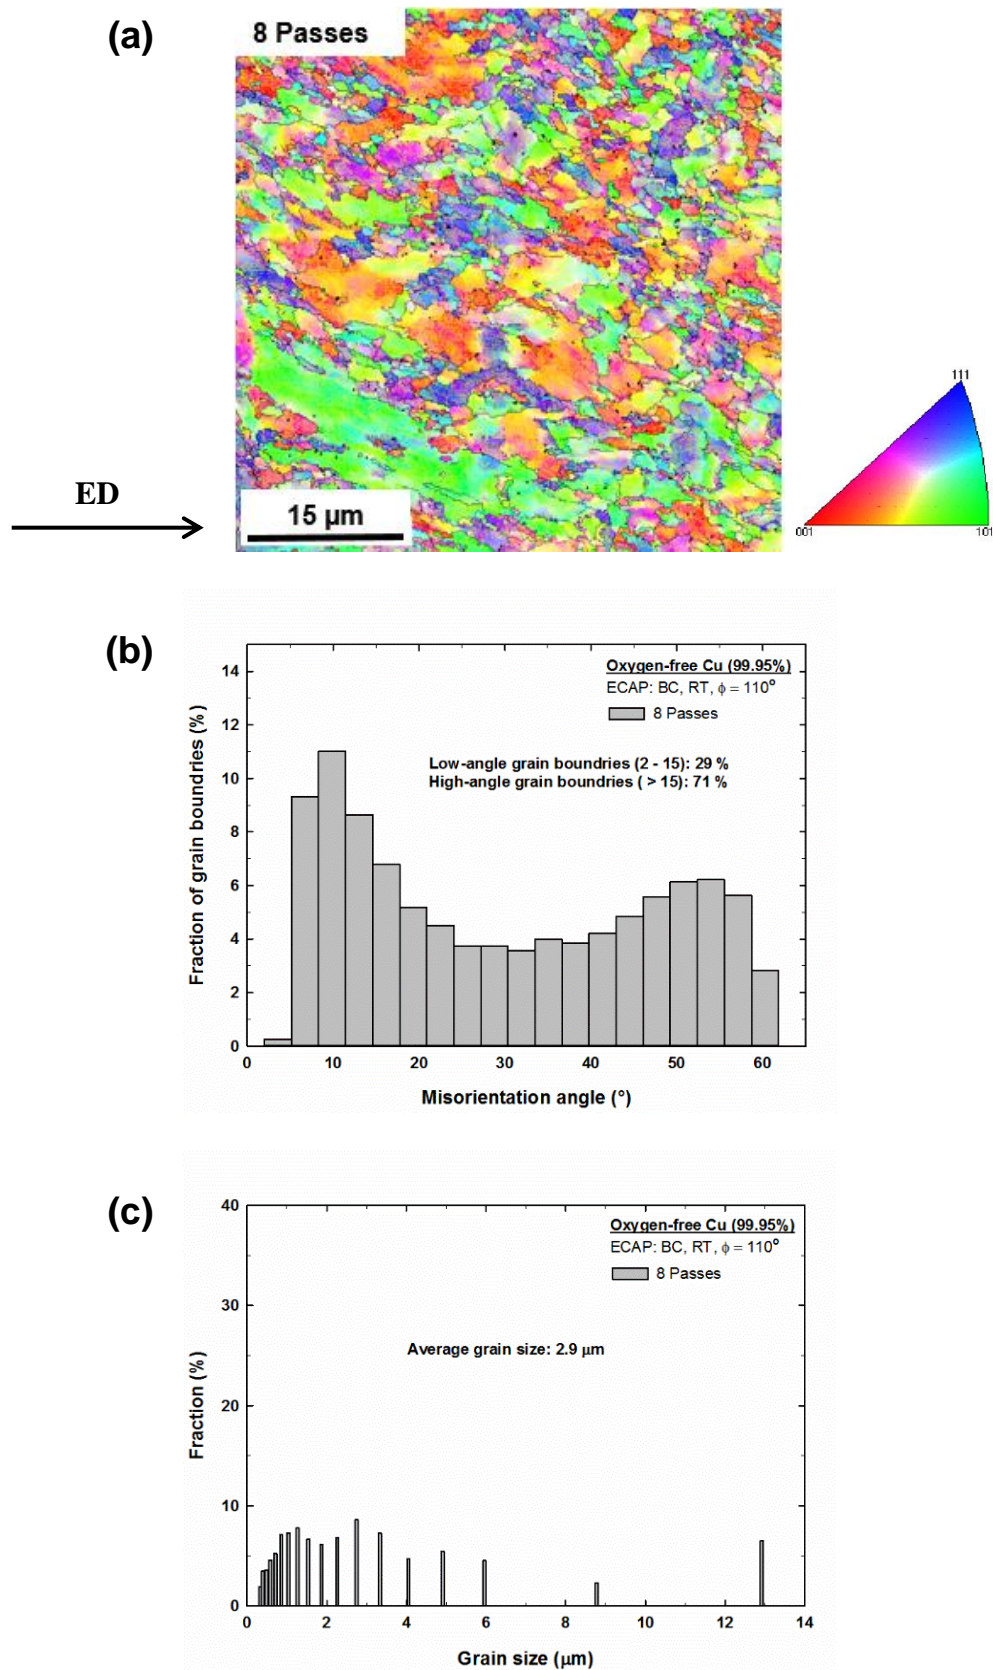 (a)
8 Passes
111
ED
15 µm
001
101
(b)
Oxygen-free Cu (99.95%)
ECAP: BC, RT, ϕ = 110°
8 Passes
Low-angle grain boundries (2 - 15): 29 %
High-angle grain boundries ( > 15): 71 %
Fraction of grain boundries (%)
14
12
10
8
6
4
2
0
0 10 20 30 40 50 60
Misorientation angle (°)
(c)
Oxygen-free Cu (99.95%)
ECAP: BC, RT, ϕ = 110°
8 Passes
Average grain size: 2.9 µm
Fraction (%)
40
30
20
10
0
0 2 4 6 8 10 12 14
Grain size (µm)